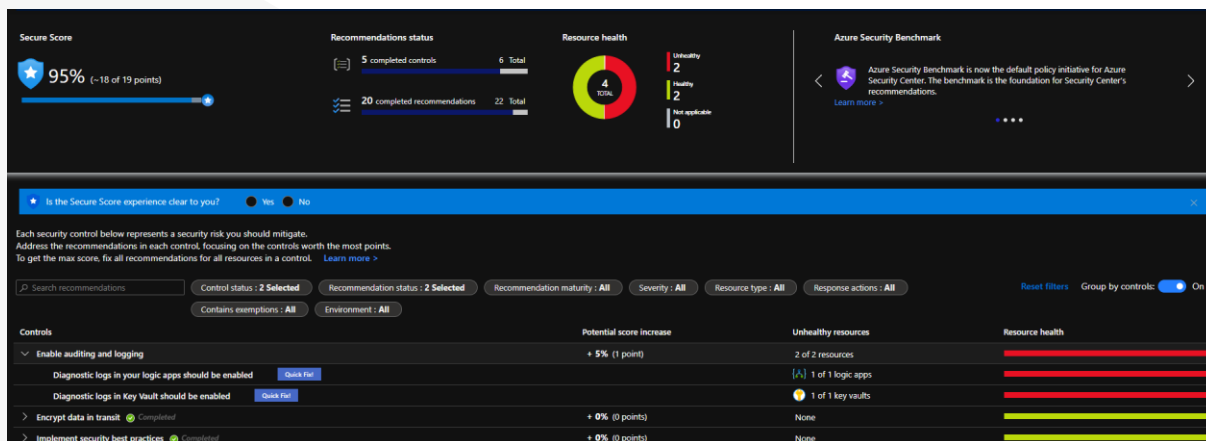 Secure Score
95% (~18 of 19 points)
Recommendations status
5 completed controls 6 Total
20 completed recommendations 22 Total
Resource health
4
TOTAL
Unhealthy
2
Healthy
2
Not applicable
0
Azure Security Benchmark
Azure Security Benchmark is now the default policy initiative for Azure
Security Center. The benchmark is the foundation for Security Center's
recommendations.
Learn more >
Is the Secure Score experience clear to you? Yes No
Each security control below represents a security risk you should mitigate.
Address the recommendations in each control, focusing on the controls worth the most points.
To get the max score, fix all recommendations for all resources in a control. Learn more >
Search recommendations
Control status : 2 Selected
Recommendation status : 2 Selected
Recommendation maturity : All
Severity : All
Resource type : All
Response actions : All
Reset filters
Group by controls: On
Contains exemptions : All
Environment : All
Controls Potential score increase Unhealthy resources Resource health
Enable auditing and logging + 5% (1 point) 2 of 2 resources
Diagnostic logs in your logic apps should be enabled Quick Fix! 1 of 1 logic apps
Diagnostic logs in Key Vault should be enabled Quick Fix! 1 of 1 key vaults
Encrypt data in transit Completed + 0% (0 points) None
Implement security best practices Completed + 0% (0 points) None